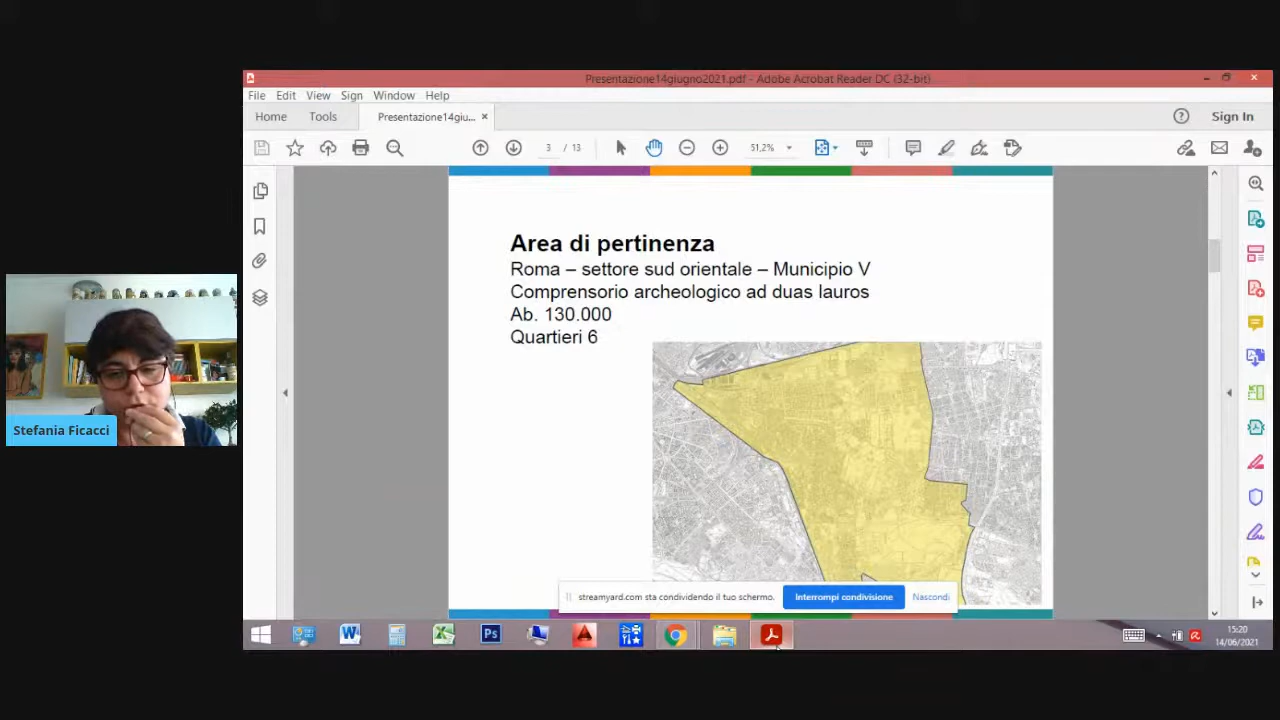 Presentazione14giugno2021.pdf - Adobe Acrobat Reader DC (32-bit)
File Edit View Sign Window Help
Home Tools Presentazione14giu... × Sign In
3 / 13 51,2%
Area di pertinenza
Roma – settore sud orientale – Municipio V
Comprensorio archeologico ad duas lauros
Ab. 130.000
Quartieri 6
Stefania Ficacci
streamyard.com sta condividendo il tuo schermo. Interrompi condivisione Nascondi
Ps
15:20
14/06/2021